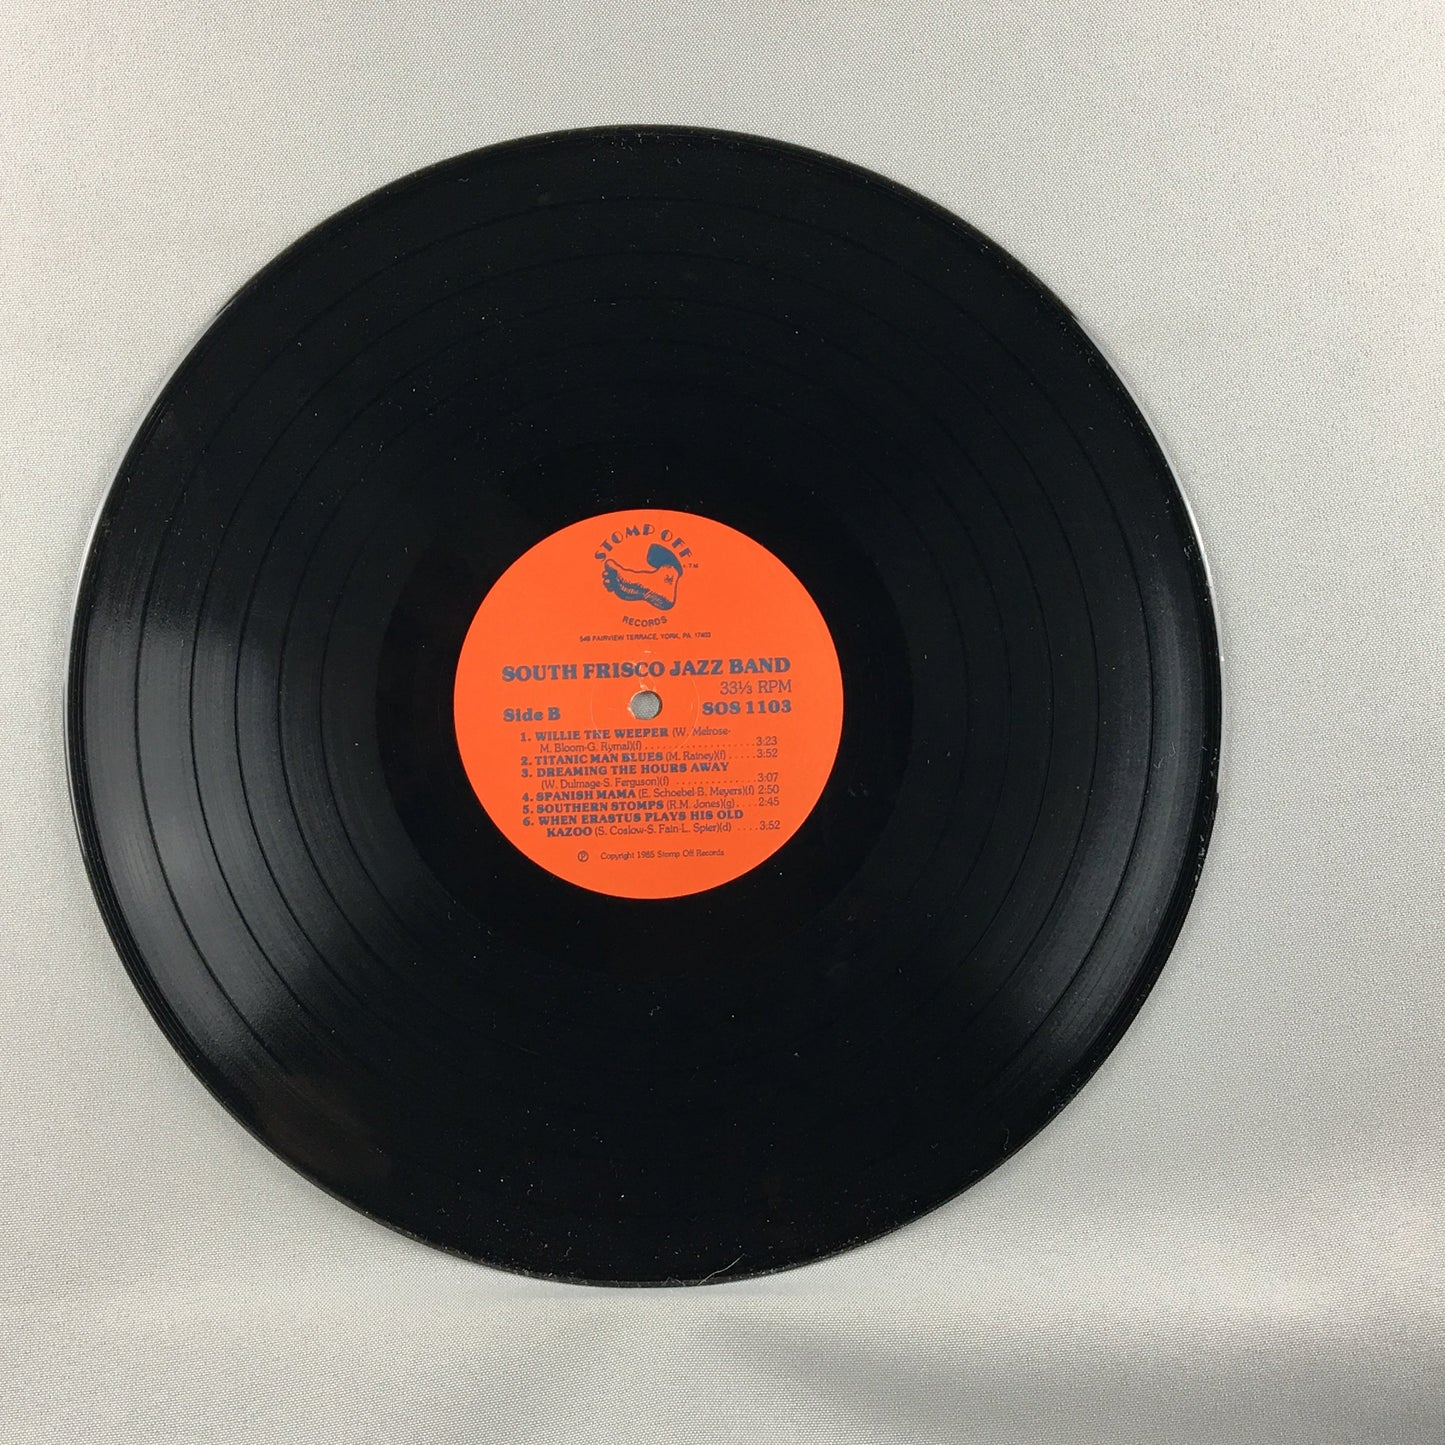 STOMP OFF
TM
RECORDS
549 FAIRVIEW TERRACE, YORK, PA 17403
SOUTH FRISCO JAZZ BAND
33⅓ RPM
Side B SOS 1103
1. WILLIE THE WEEPER (W. Melrose-
M. Bloom-G. Rymal)(f) . . . . . . . . . . . . . . . . . . 3:23
2. TITANIC MAN BLUES (M. Rainey)(f) . . . . . 3:52
3. DREAMING THE HOURS AWAY
(W. Dulmage-S. Ferguson)(f) . . . . . . . . . . . . 3:07
4. SPANISH MAMA (E. Schoebel-B. Meyers)(f) 2:50
5. SOUTHERN STOMPS (R.M. Jones)(g) . . . . 2:45
6. WHEN ERASTUS PLAYS HIS OLD
KAZOO (S. Coslow-S. Fain-L. Spier)(d) . . . . 3:52
℗ Copyright 1985 Stomp Off Records